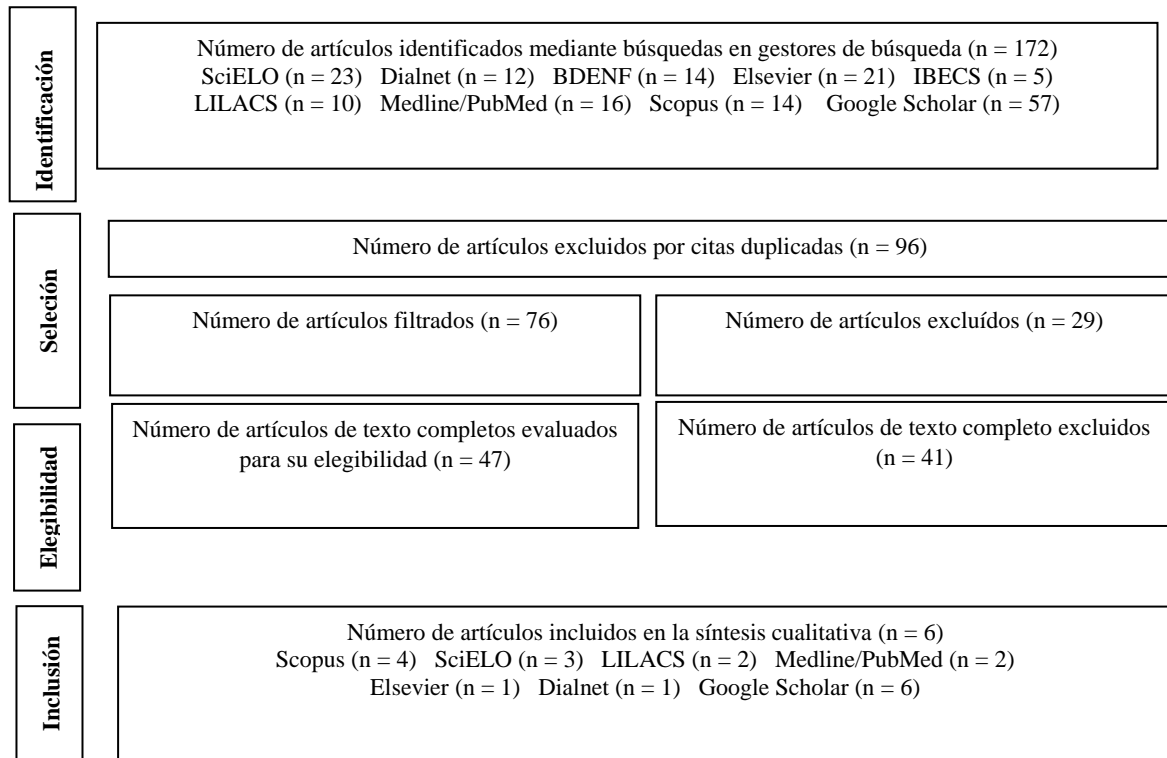 Identificación
Número de artículos identificados mediante búsquedas en gestores de búsqueda (n = 172)
SciELO (n = 23) Dialnet (n = 12) BDENF (n = 14) Elsevier (n = 21) IBECS (n = 5)
LILACS (n = 10) Medline/PubMed (n = 16) Scopus (n = 14) Google Scholar (n = 57)
Seleción
Número de artículos excluidos por citas duplicadas (n = 96)
Número de artículos filtrados (n = 76)
Número de artículos excluídos (n = 29)
Elegibilidad
Número de artículos de texto completos evaluados
para su elegibilidad (n = 47)
Número de artículos de texto completo excluidos
(n = 41)
Inclusión
Número de artículos incluidos en la síntesis cualitativa (n = 6)
Scopus (n = 4) SciELO (n = 3) LILACS (n = 2) Medline/PubMed (n = 2)
Elsevier (n = 1) Dialnet (n = 1) Google Scholar (n = 6)